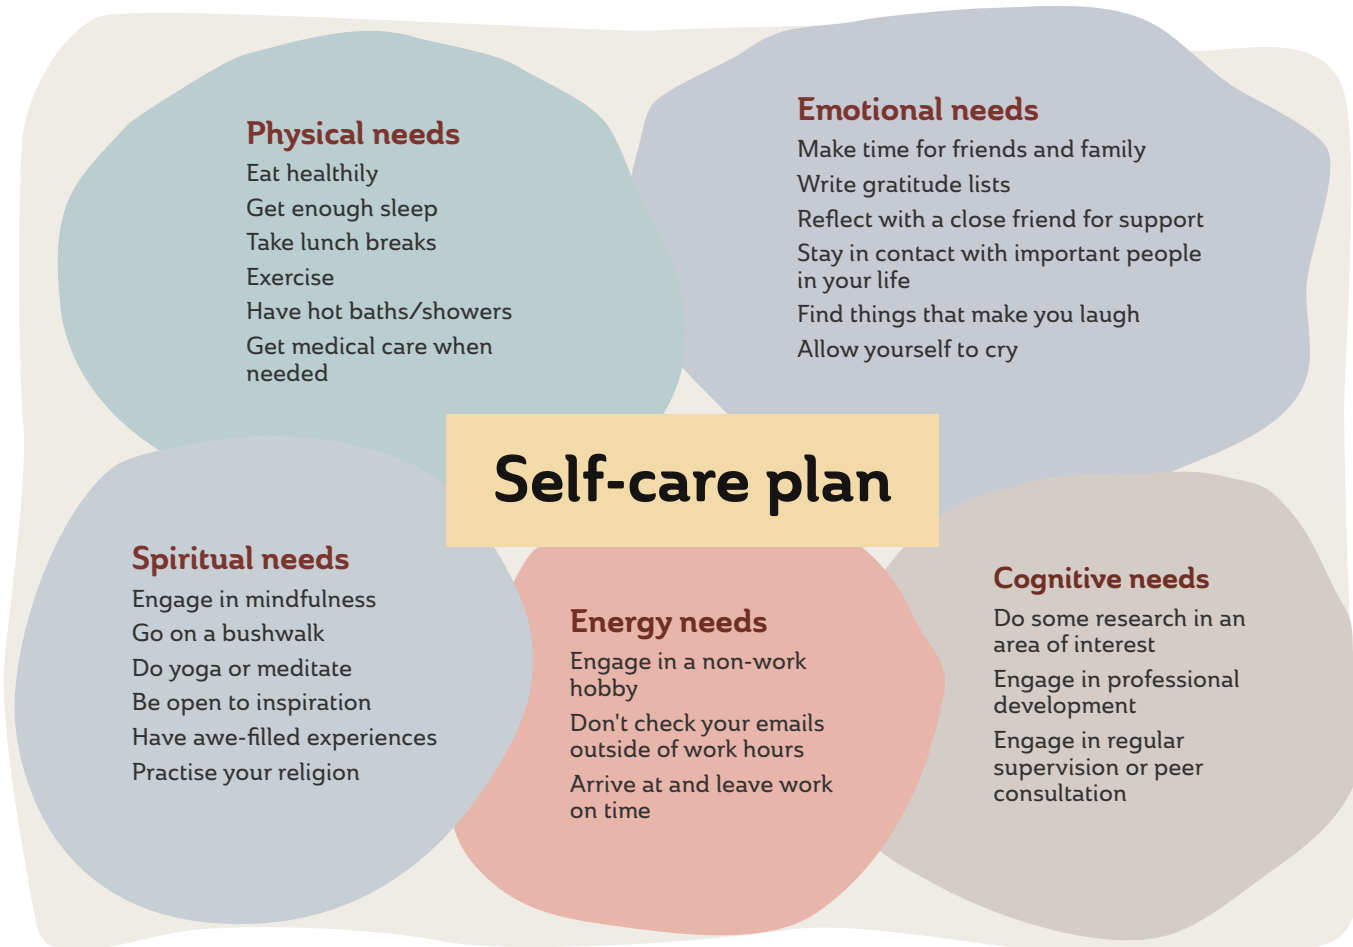 Physical needs
Eat healthily
Get enough sleep
Take lunch breaks
Exercise
Have hot baths/showers
Get medical care when
needed
Emotional needs
Make time for friends and family
Write gratitude lists
Reflect with a close friend for support
Stay in contact with important people
in your life
Find things that make you laugh
Allow yourself to cry
Self-care plan
Spiritual needs
Engage in mindfulness
Go on a bushwalk
Do yoga or meditate
Be open to inspiration
Have awe-filled experiences
Practise your religion
Energy needs
Engage in a non-work
hobby
Don't check your emails
outside of work hours
Arrive at and leave work
on time
Cognitive needs
Do some research in an
area of interest
Engage in professional
development
Engage in regular
supervision or peer
consultation